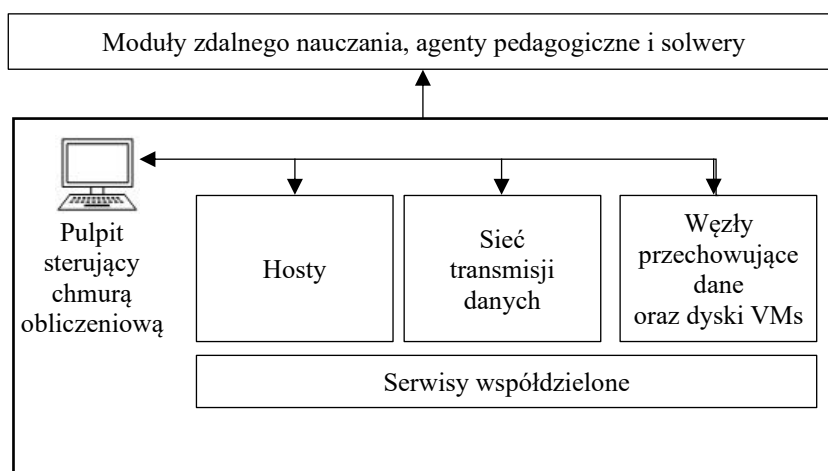 Moduły zdalnego nauczania, agenty pedagogiczne i solwery
Pulpit
sterujący
chmurą
obliczeniową
Hosty
Sieć
transmisji
danych
Węzły
przechowujące
dane
oraz dyski VMs
Serwisy współdzielone